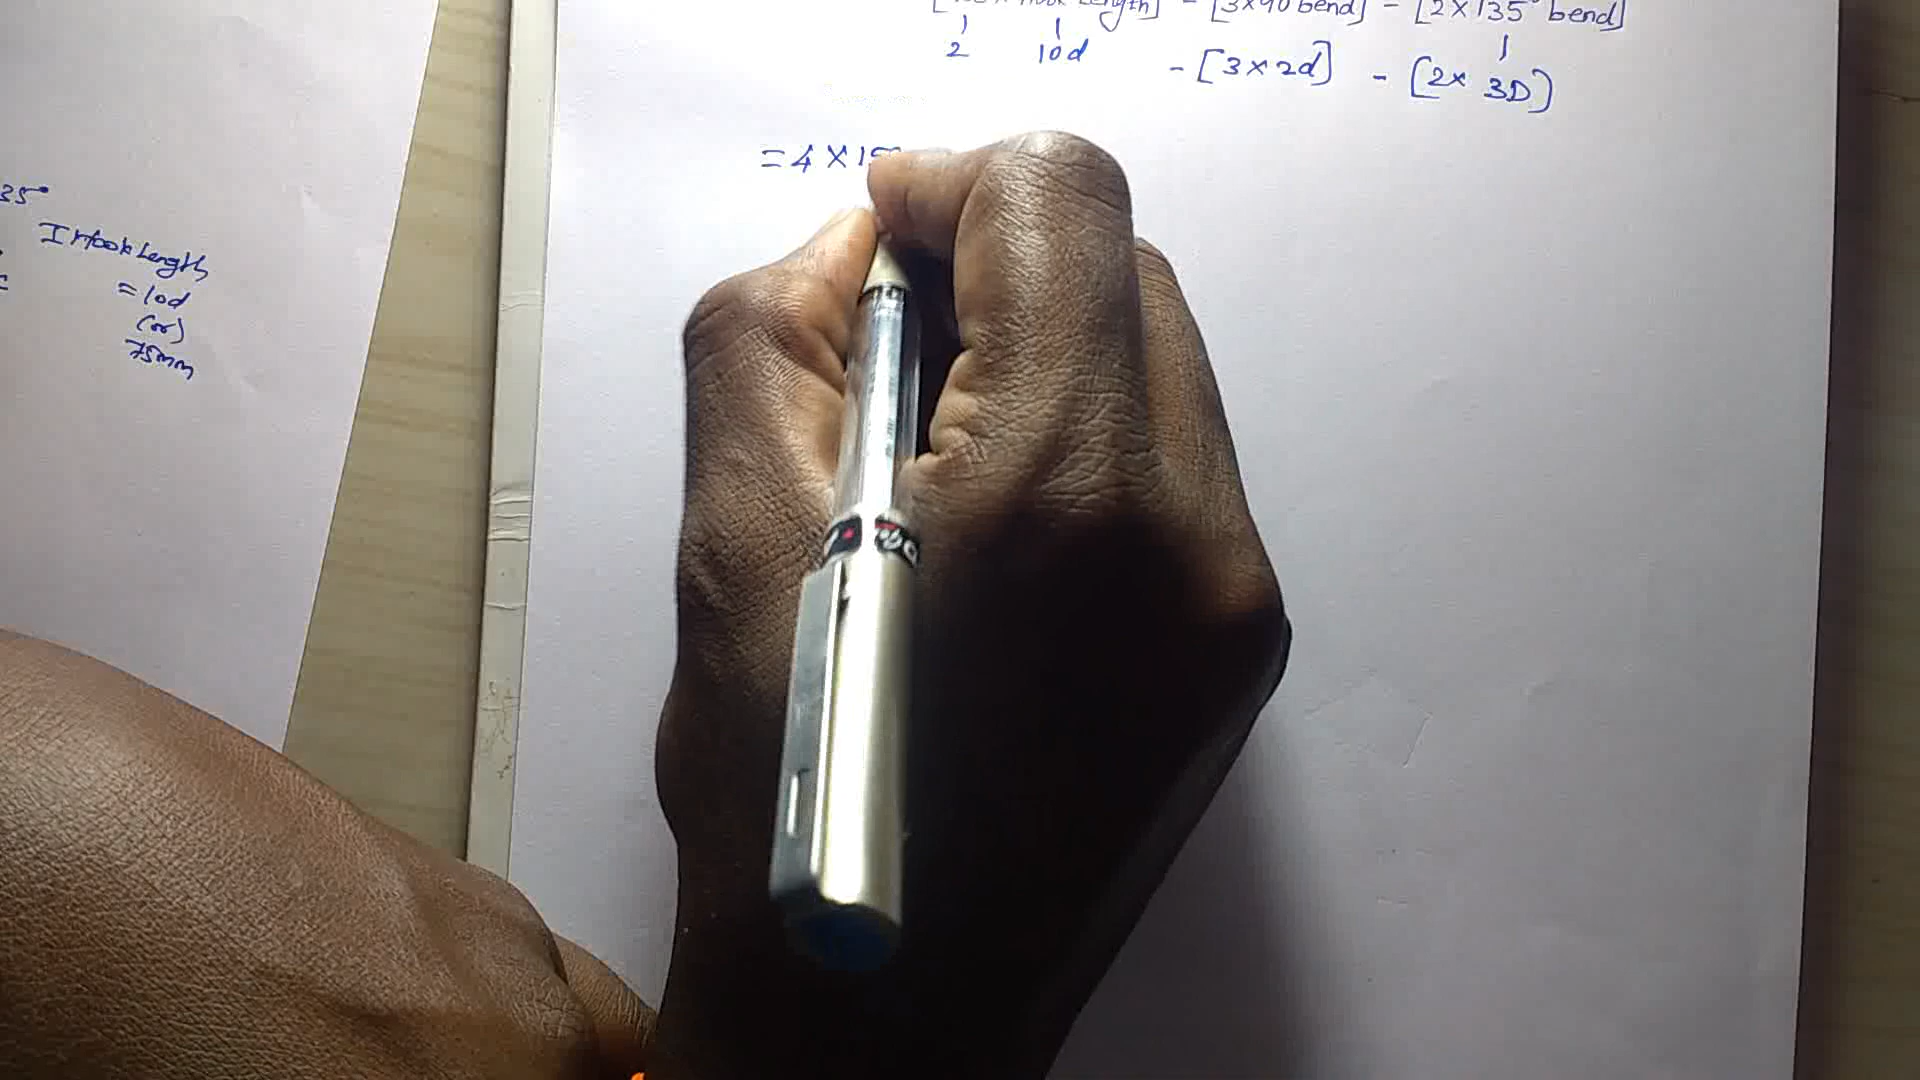 Hook Length] - [3×90 bend] - [2×135° bend]
2 10d - [3×2d] - (2× 3D)
= 4 ×
35°
I Hook Length
= 10d
(or)
75mm